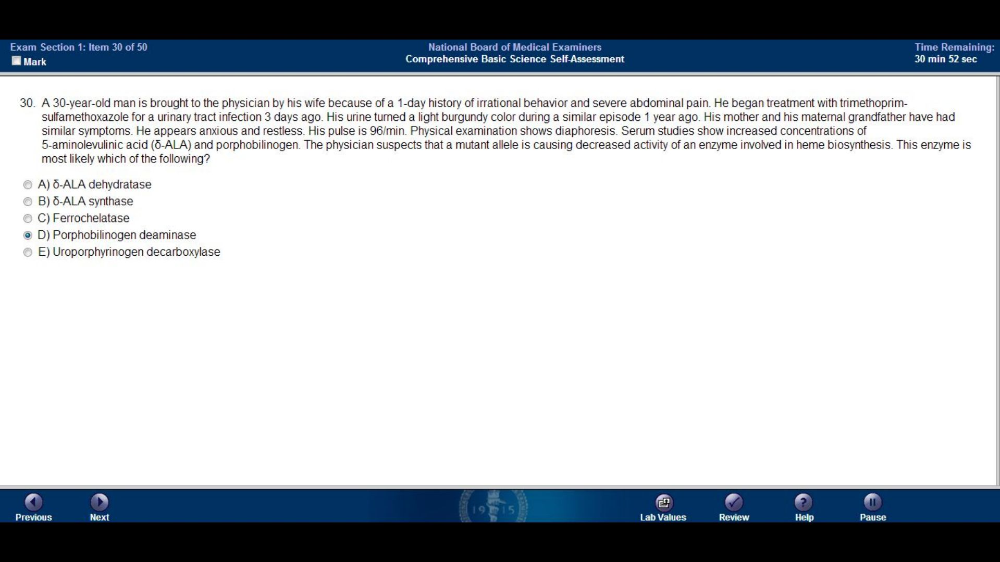 Exam Section 1: Item 30 of 50
National Board of Medical Examiners
Time Remaining:
Mark
Comprehensive Basic Science Self-Assessment
30 min 52 sec
30. A 30-year-old man is brought to the physician by his wife because of a 1-day history of irrational behavior and severe abdominal pain. He began treatment with trimethoprim-
sulfamethoxazole for a urinary tract infection 3 days ago. His urine turned a light burgundy color during a similar episode 1 year ago. His mother and his maternal grandfather have had
similar symptoms. He appears anxious and restless. His pulse is 96/min. Physical examination shows diaphoresis. Serum studies show increased concentrations of
5-aminolevulinic acid (δ-ALA) and porphobilinogen. The physician suspects that a mutant allele is causing decreased activity of an enzyme involved in heme biosynthesis. This enzyme is
most likely which of the following?
A) δ-ALA dehydratase
B) δ-ALA synthase
C) Ferrochelatase
D) Porphobilinogen deaminase
E) Uroporphyrinogen decarboxylase
1915
Previous
Next
Lab Values
Review
Help
Pause